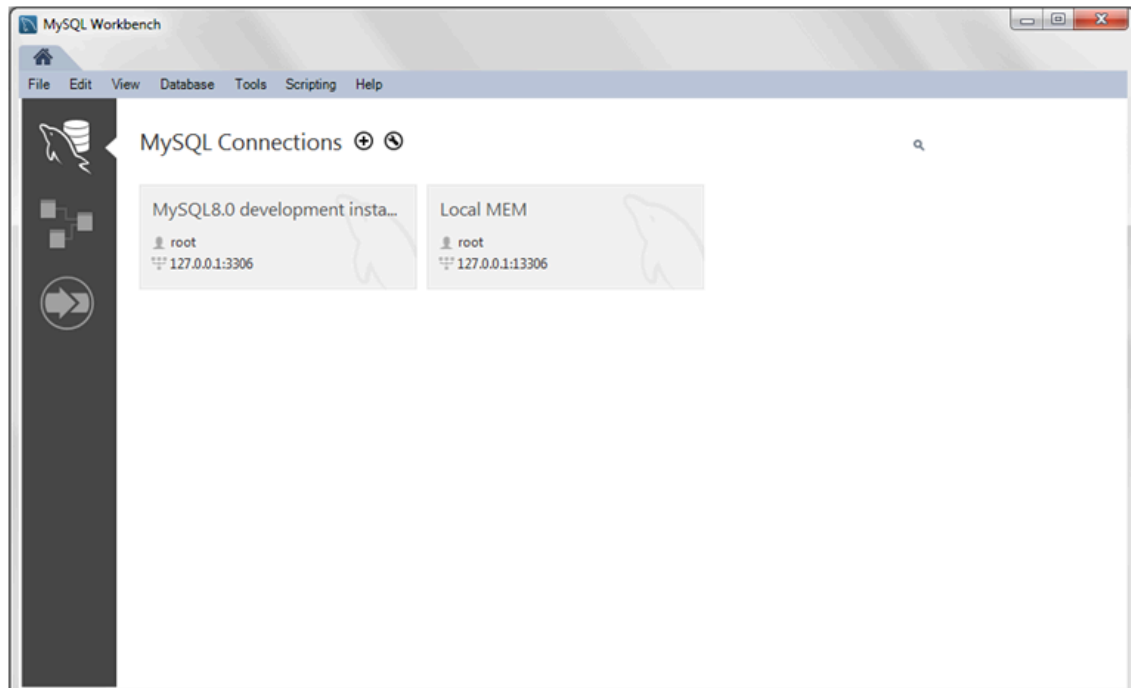 MySQL Workbench
File Edit View Database Tools Scripting Help
MySQL Connections
MySQL8.0 development insta...
root
127.0.0.1:3306
Local MEM
root
127.0.0.1:13306